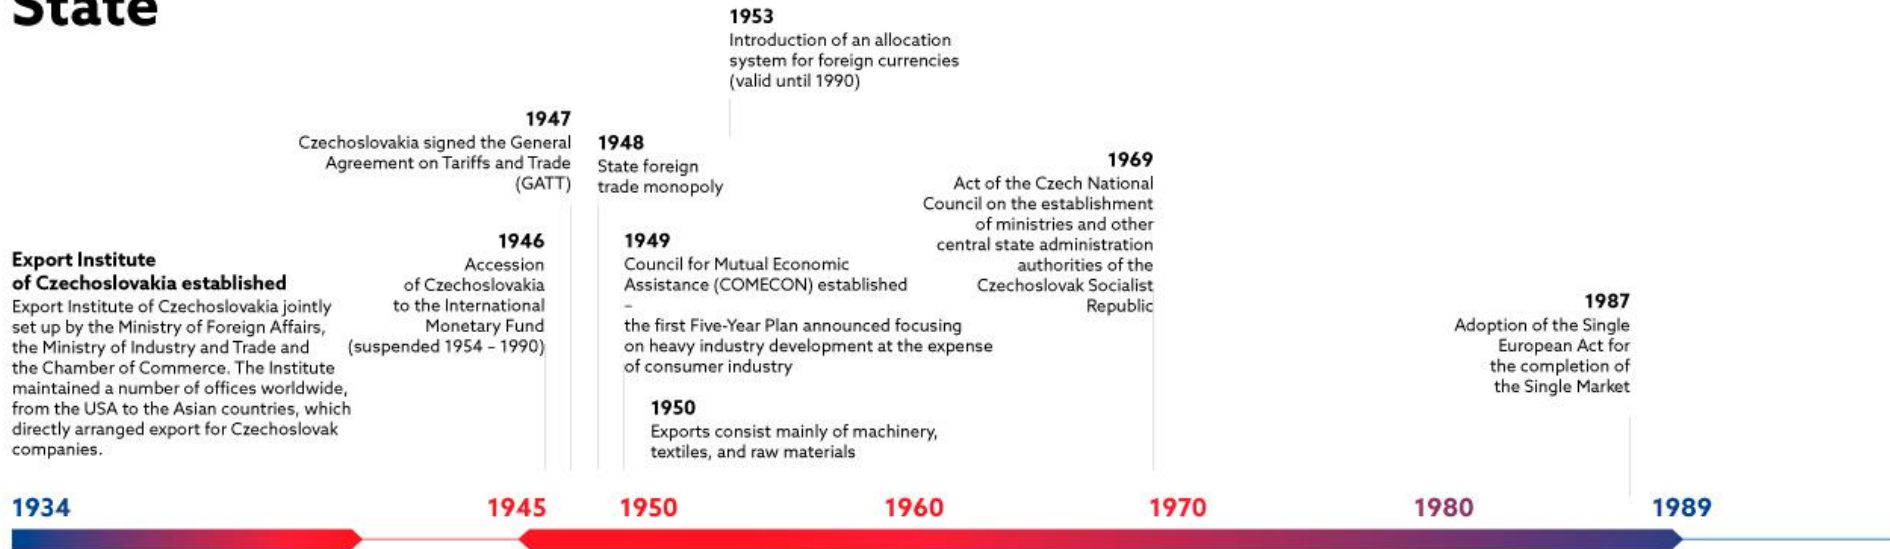 State
1953
Introduction of an allocation
system for foreign currencies
(valid until 1990)
1947
Czechoslovakia signed the General
Agreement on Tariffs and Trade
(GATT)
1948
State foreign
trade monopoly
1969
Act of the Czech National
Council on the establishment
of ministries and other
central state administration
authorities of the
Czechoslovak Socialist
Republic
Export Institute
of Czechoslovakia established
Export Institute of Czechoslovakia jointly
set up by the Ministry of Foreign Affairs,
the Ministry of Industry and Trade and
the Chamber of Commerce. The Institute
maintained a number of offices worldwide,
from the USA to the Asian countries, which
directly arranged export for Czechoslovak
companies.
1946
Accession
of Czechoslovakia
to the International
Monetary Fund
(suspended 1954 – 1990)
1949
Council for Mutual Economic
Assistance (COMECON) established
–
the first Five-Year Plan announced focusing
on heavy industry development at the expense
of consumer industry
1950
Exports consist mainly of machinery,
textiles, and raw materials
1987
Adoption of the Single
European Act for
the completion of
the Single Market
1934
1945
1950
1960
1970
1980
1989